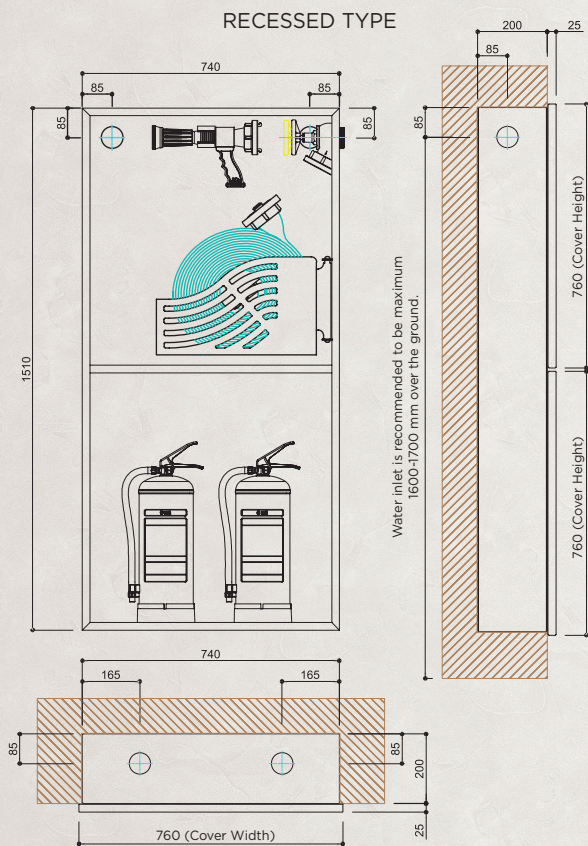 RECESSED TYPE
740
85
85
85
85
1510
200
25
85
85
760 (Cover Height)
760 (Cover Height)
Water inlet is recommended to be maximum
1600-1700 mm over the ground.
740
165
165
85
85
200
25
760 (Cover Width)